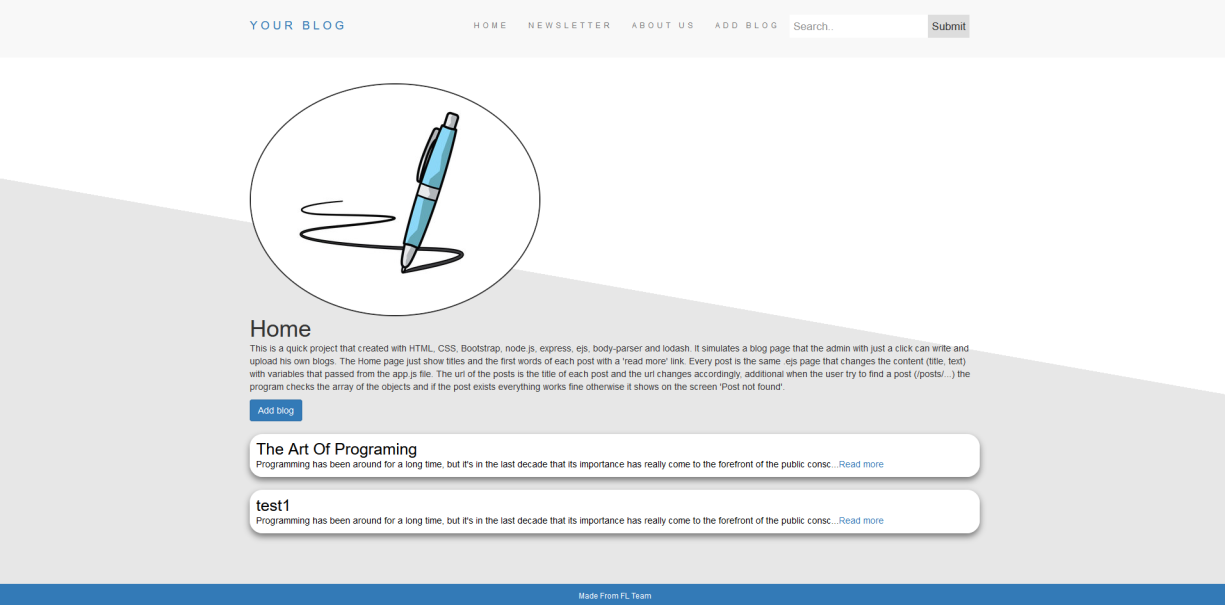 YOUR BLOG
HOME NEWSLETTER ABOUT US ADD BLOG Search.. Submit
Home
This is a quick project that created with HTML, CSS, Bootstrap, node.js, express, ejs, body-parser and lodash. It simulates a blog page that the admin with just a click can write and
upload his own blogs. The Home page just show titles and the first words of each post with a 'read more' link. Every post is the same .ejs page that changes the content (title, text)
with variables that passed from the app.js file. The url of the posts is the title of each post and the url changes accordingly, additional when the user try to find a post (/posts/...) the
program checks the array of the objects and if the post exists everything works fine otherwise it shows on the screen 'Post not found'.
Add blog
The Art Of Programing
Programming has been around for a long time, but it's in the last decade that its importance has really come to the forefront of the public consc...Read more
test1
Programming has been around for a long time, but it's in the last decade that its importance has really come to the forefront of the public consc...Read more
Made From FL Team